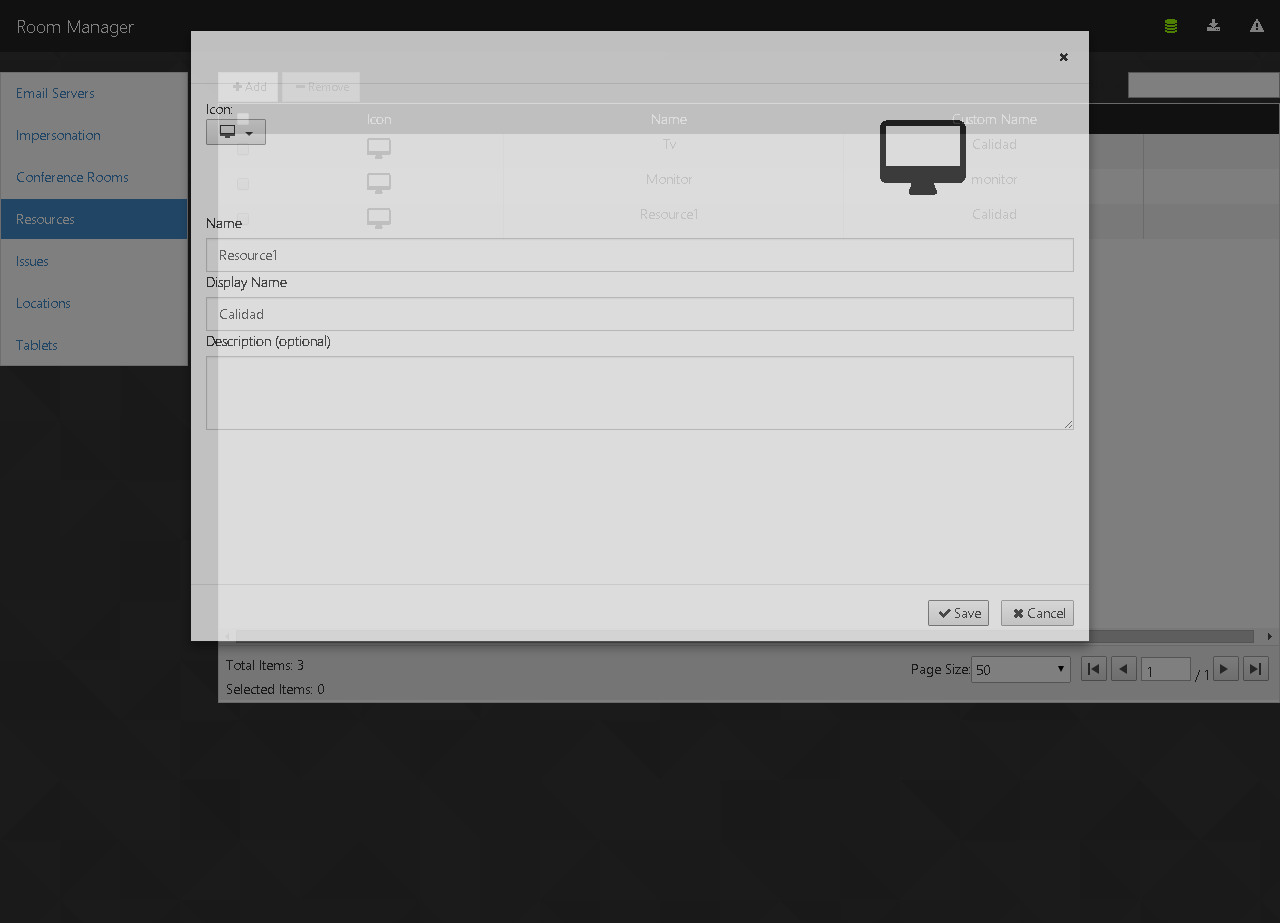 Room Manager
Email Servers
Impersonation
Conference Rooms
Resources
Issues
Locations
Tablets
Add Remove
Icon:
Icon Name Custom Name
Tv Calidad
Monitor monitor
Resource1 Calidad
Name
Resource1
Display Name
Calidad
Description (optional)
Save Cancel
Total Items: 3
Selected Items: 0
Page Size: 50 1 / 1